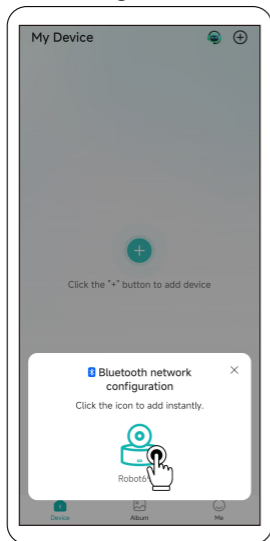 My Device
Click the "+" button to add device
Bluetooth network
configuration
Click the icon to add instantly.
Device
Album
Me